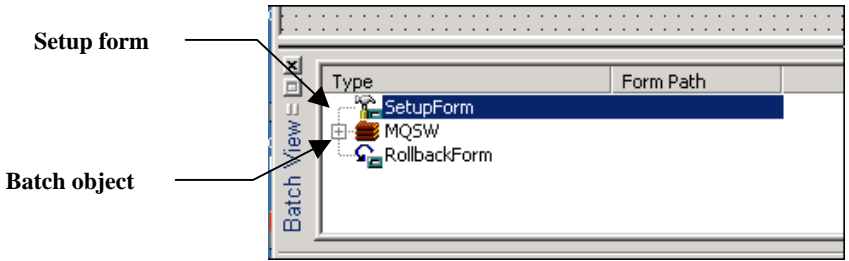 Setup form
Type Form Path
SetupForm
MQSW
RollbackForm
Batch object
Batch View